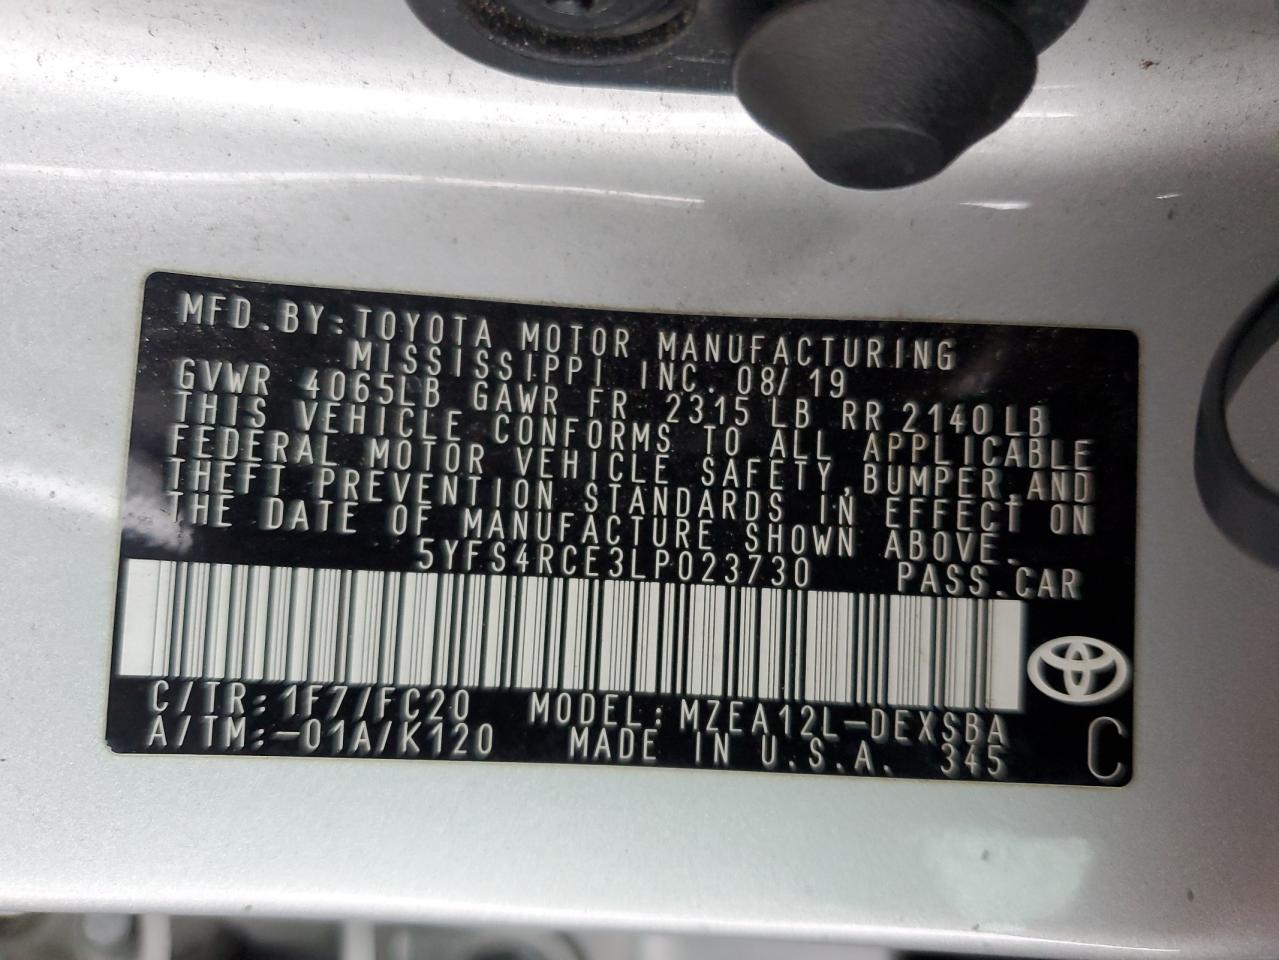 MFD.BY:TOYOTA MOTOR MANUFACTURING
MISSISSIPPI INC. 08/19
GVWR 4065LB GAWR FR 2315LB RR 2140LB
THIS VEHICLE CONFORMS TO ALL APPLICABLE
FEDERAL MOTOR VEHICLE SAFETY,BUMPER,AND
THEFT PREVENTION STANDARDS IN EFFECT ON
THE DATE OF MANUFACTURE SHOWN ABOVE.
5YFS4RCE3LP023730 PASS.CAR
C/TR:1F7/FC20 MODEL:MZEA12L-DEXSBA
A/TM:-01A/K120 MADE IN U.S.A. 345
C